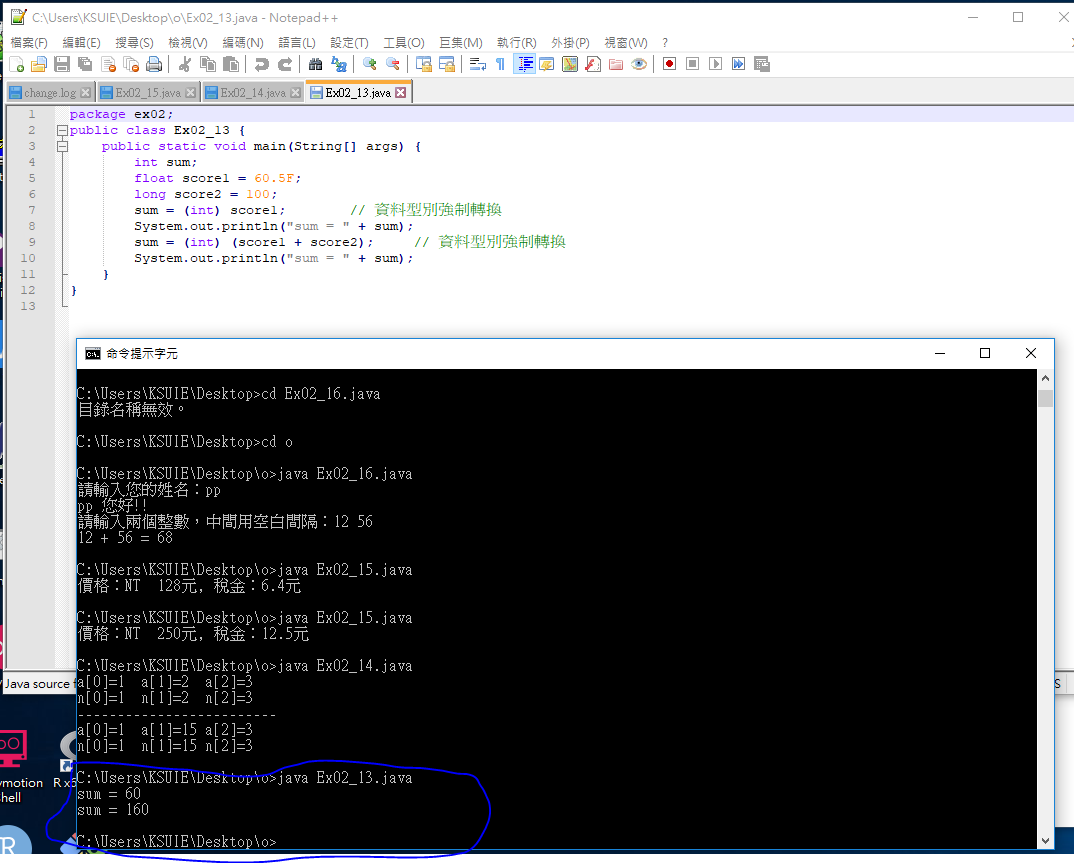 C:\Users\KSUIE\Desktop\o\Ex02_13.java - Notepad++
檔案(F) 編輯(E) 搜尋(S) 檢視(V) 編碼(N) 語言(L) 設定(T) 工具(O) 巨集(M) 執行(R) 外掛(P) 視窗(W) ?
change.log Ex02_15.java Ex02_14.java Ex02_13.java
1 package ex02;
2 public class Ex02_13 {
3 public static void main(String[] args) {
4 int sum;
5 float score1 = 60.5F;
6 long score2 = 100;
7 sum = (int) score1; // 資料型別強制轉換
8 System.out.println("sum = " + sum);
9 sum = (int) (score1 + score2); // 資料型別強制轉換
10 System.out.println("sum = " + sum);
11 }
12 }
13
命令提示字元
C:\Users\KSUIE\Desktop>cd Ex02_16.java
目錄名稱無效。
C:\Users\KSUIE\Desktop>cd o
C:\Users\KSUIE\Desktop\o>java Ex02_16.java
請輸入您的姓名：pp
pp 您好!!
請輸入兩個整數，中間用空白間隔：12 56
12 + 56 = 68
C:\Users\KSUIE\Desktop\o>java Ex02_15.java
價格：NT  128元, 稅金：6.4元
C:\Users\KSUIE\Desktop\o>java Ex02_15.java
價格：NT  250元, 稅金：12.5元
C:\Users\KSUIE\Desktop\o>java Ex02_14.java
a[0]=1  a[1]=2  a[2]=3
n[0]=1  n[1]=2  n[2]=3
-------------------------
a[0]=1  a[1]=15 a[2]=3
n[0]=1  n[1]=15 n[2]=3
C:\Users\KSUIE\Desktop\o>java Ex02_13.java
sum = 60
sum = 160
C:\Users\KSUIE\Desktop\o>
Java source
ymotion
hell
R x3